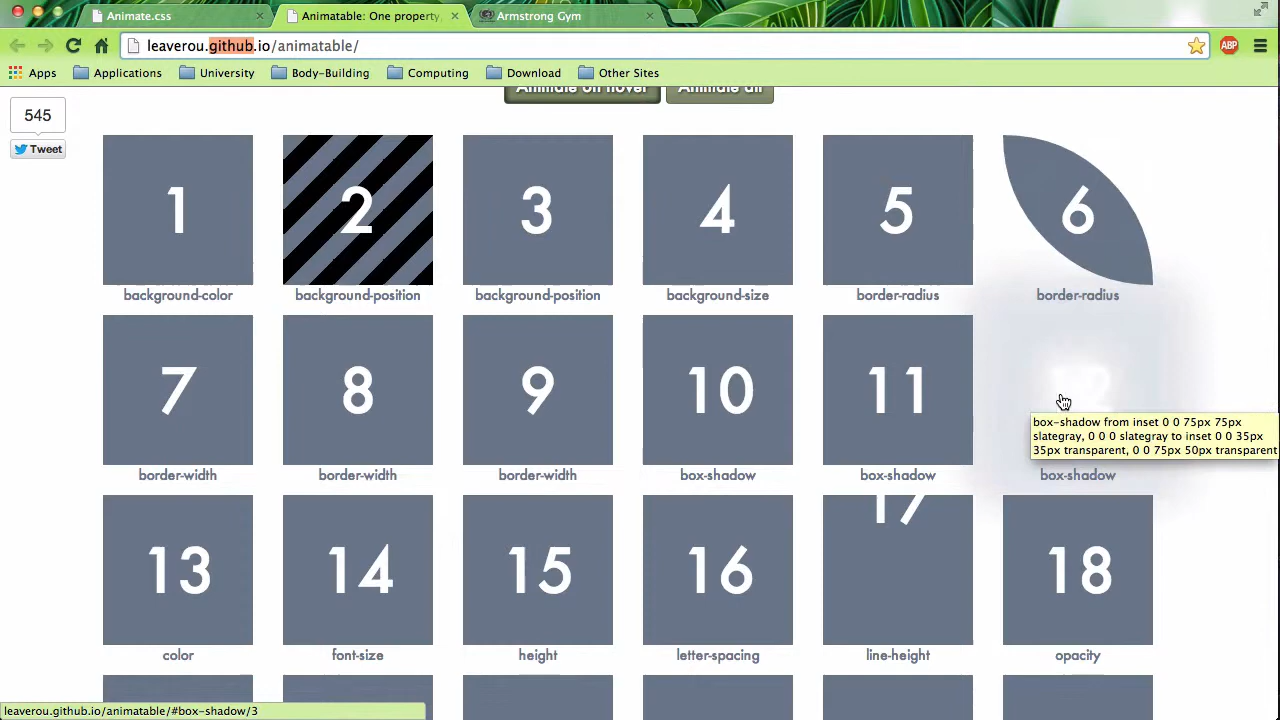 Animate.css
Animatable: One property,
Armstrong Gym
leaverou.github.io/animatable/
ABP
Apps
Applications
University
Body-Building
Computing
Download
Other Sites
545
Tweet
Animate on hover
Animate all
1
2
3
4
5
6
background-color
background-position
background-position
background-size
border-radius
border-radius
7
8
9
10
11
12
box-shadow from inset 0 0 75px 75px
slategray, 0 0 0 slategray to inset 0 0 35px
35px transparent, 0 0 75px 50px transparent
border-width
border-width
border-width
box-shadow
box-shadow
box-shadow
13
14
15
16
17
18
color
font-size
height
letter-spacing
line-height
opacity
leaverou.github.io/animatable/#box-shadow/3